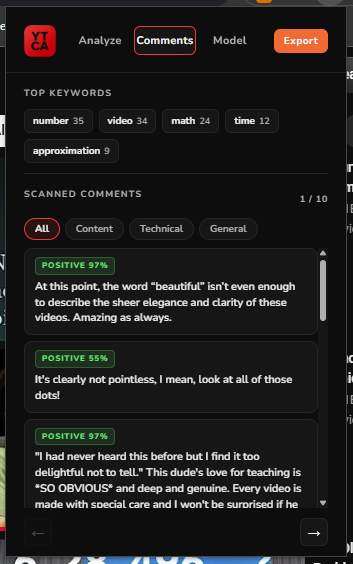 YT
CA
Analyze
Comments
Model
Export
TOP KEYWORDS
number 35
video 34
math 24
time 12
approximation 9
SCANNED COMMENTS
1 / 10
All
Content
Technical
General
POSITIVE 97%
At this point, the word “beautiful” isn’t even enough
to describe the sheer elegance and clarity of these
videos. Amazing as always.
POSITIVE 55%
It's clearly not pointless, I mean, look at all of those
dots!
POSITIVE 97%
"I had never heard this before but I find it too
delightful not to tell." This dude's love for teaching is
*SO OBVIOUS* and deep and genuine. Every video is
made with special care and I won't be surprised if he
←
→